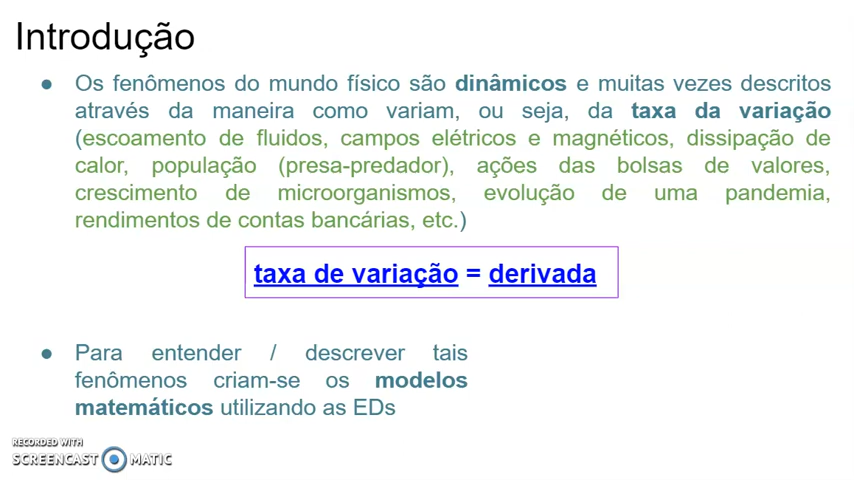 Introdução
● Os fenômenos do mundo físico são dinâmicos e muitas vezes descritos
através da maneira como variam, ou seja, da taxa da variação
(escoamento de fluidos, campos elétricos e magnéticos, dissipação de
calor, população (presa-predador), ações das bolsas de valores,
crescimento de microorganismos, evolução de uma pandemia,
rendimentos de contas bancárias, etc.)
taxa de variação = derivada
● Para entender / descrever tais
fenômenos criam-se os modelos
matemáticos utilizando as EDs
RECORDED WITH
SCREENCAST MATIC